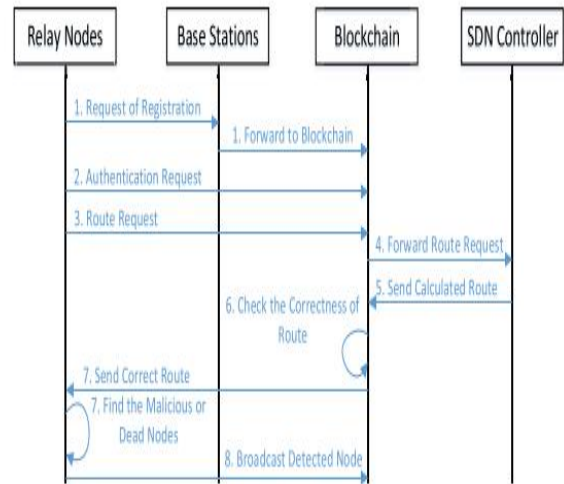 Relay Nodes
Base Stations
Blockchain
SDN Controller
1. Request of Registration
1. Forward to Blockchain
2. Authentication Request
3. Route Request
4. Forward Route Request
5. Send Calculated Route
6. Check the Correctness of
Route
7. Send Correct Route
7. Find the Malicious or
Dead Nodes
8. Broadcast Detected Node